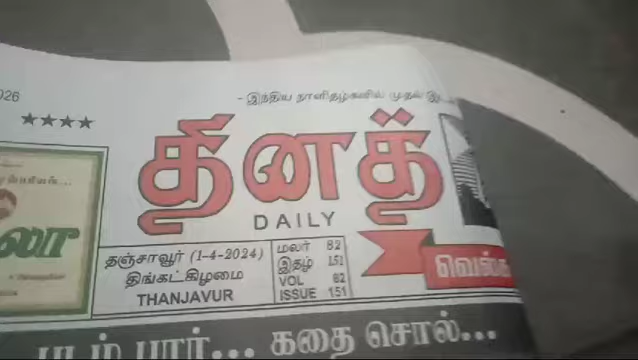 026
- இந்திய நாளிதழ்களில் முதல்
★★★★
தினத்
DAILY
லா
தஞ்சாவூர் (1-4-2024)
திங்கட்கிழமை
THANJAVUR
மலர் 82
இதழ் 151
VOL 82
ISSUE 151
படம் பார்... கதை சொல்...